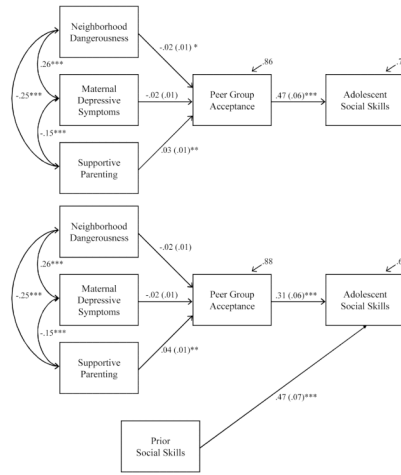 Neighborhood
Dangerousness
-.02 (.01) *
.86
.7
.26***
-.25***
Maternal
Depressive
Symptoms
-.02 (.01)
Peer Group
Acceptance
.47 (.06)***
Adolescent
Social Skills
-.15***
.03 (.01)**
Supportive
Parenting
Neighborhood
Dangerousness
-.02 (.01)
.88
.6
.26***
-.25***
Maternal
Depressive
Symptoms
-.02 (.01)
Peer Group
Acceptance
.31 (.06)***
Adolescent
Social Skills
-.15***
.04 (.01)**
Supportive
Parenting
.47 (.07)***
Prior
Social Skills